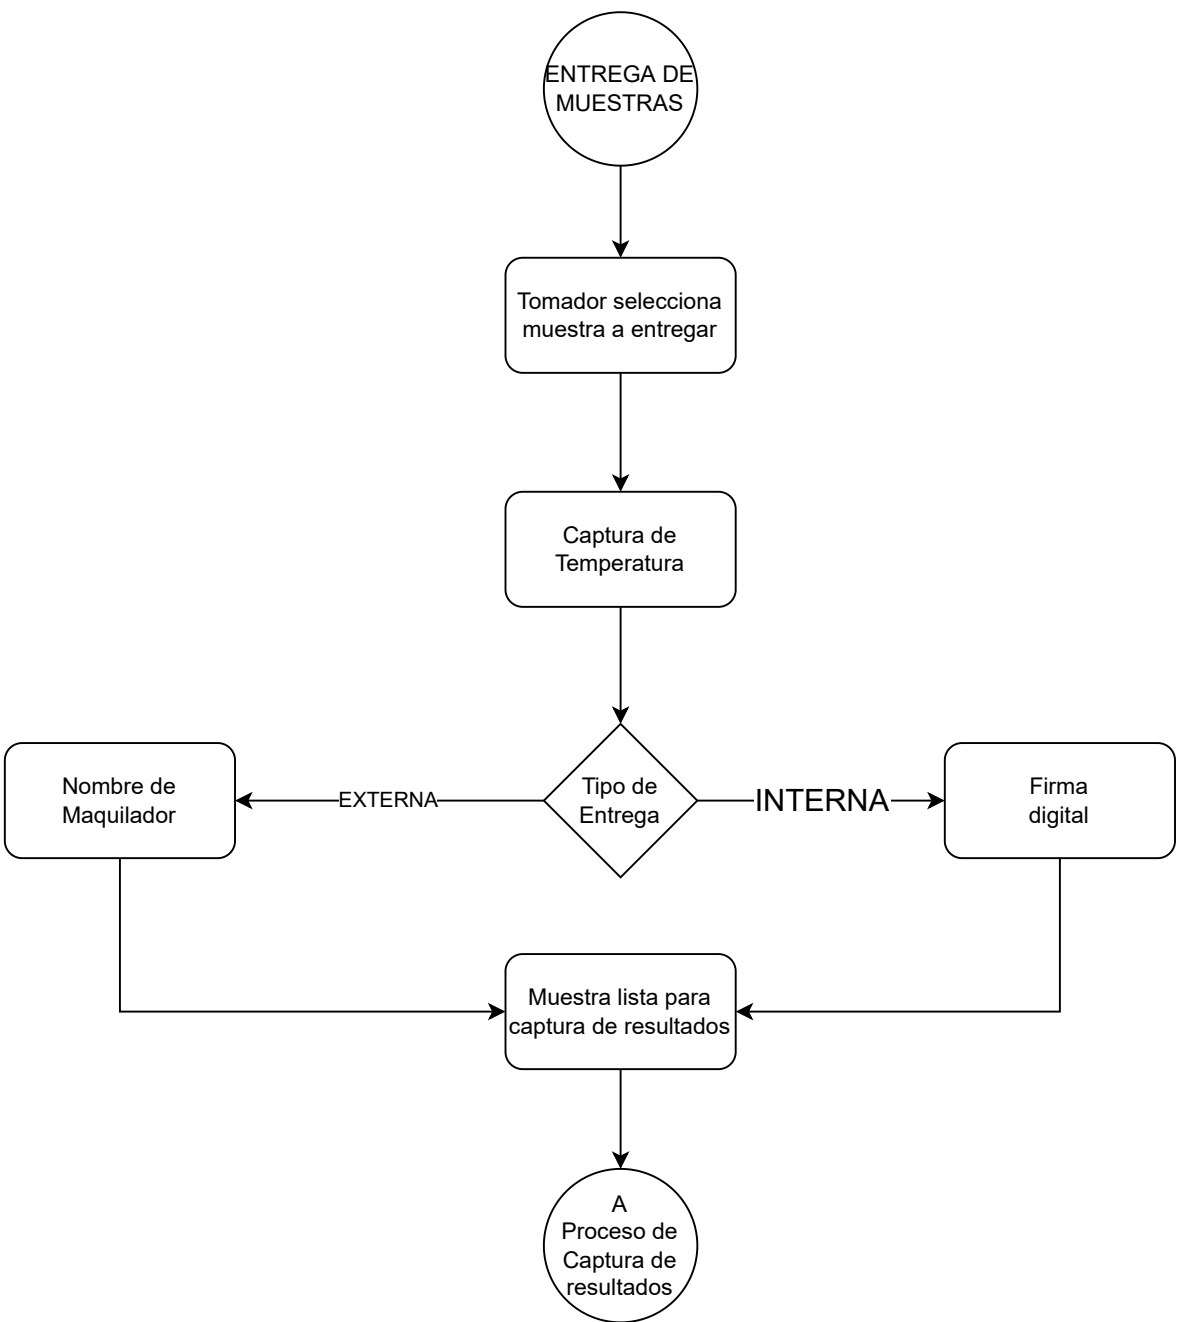 ENTREGA DE
MUESTRAS
Tomador selecciona
muestra a entregar
Captura de
Temperatura
Nombre de
Maquilador
EXTERNA
Tipo de
Entrega
INTERNA
Firma
digital
Muestra lista para
captura de resultados
A
Proceso de
Captura de
resultados